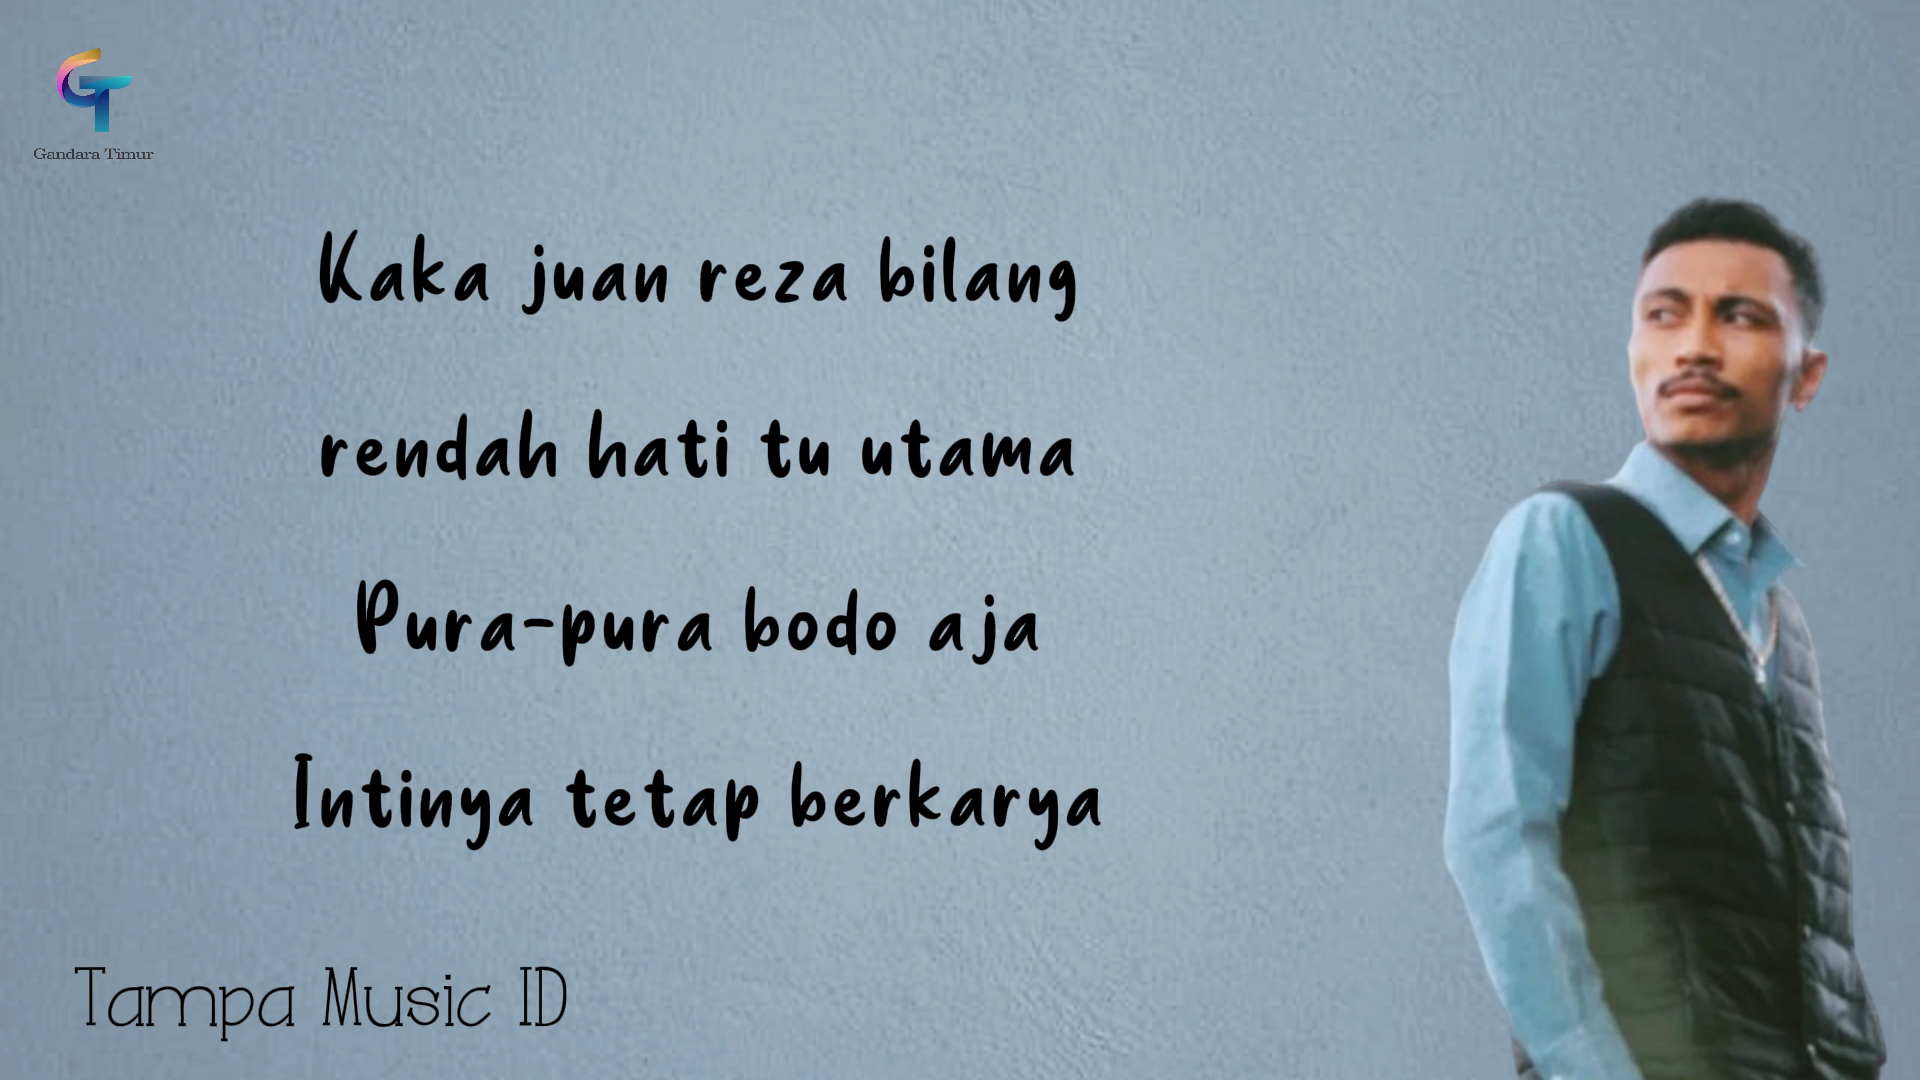 GT
Gandara Timur
Kaka juan reza bilang
rendah hati tu utama
Pura-pura bodo aja
Intinya tetap berkarya
Tampa Music ID